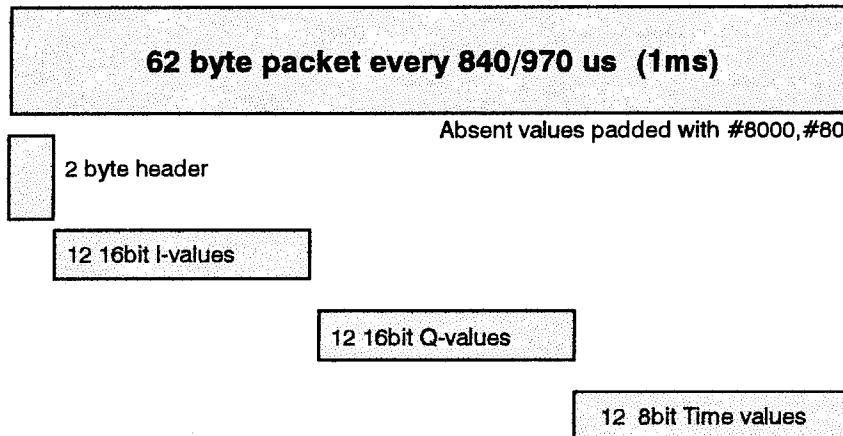 62 byte packet every 840/970 us (1ms)
Absent values padded with #8000,#80
2 byte header
12 16bit I-values
12 16bit Q-values
12 8bit Time values